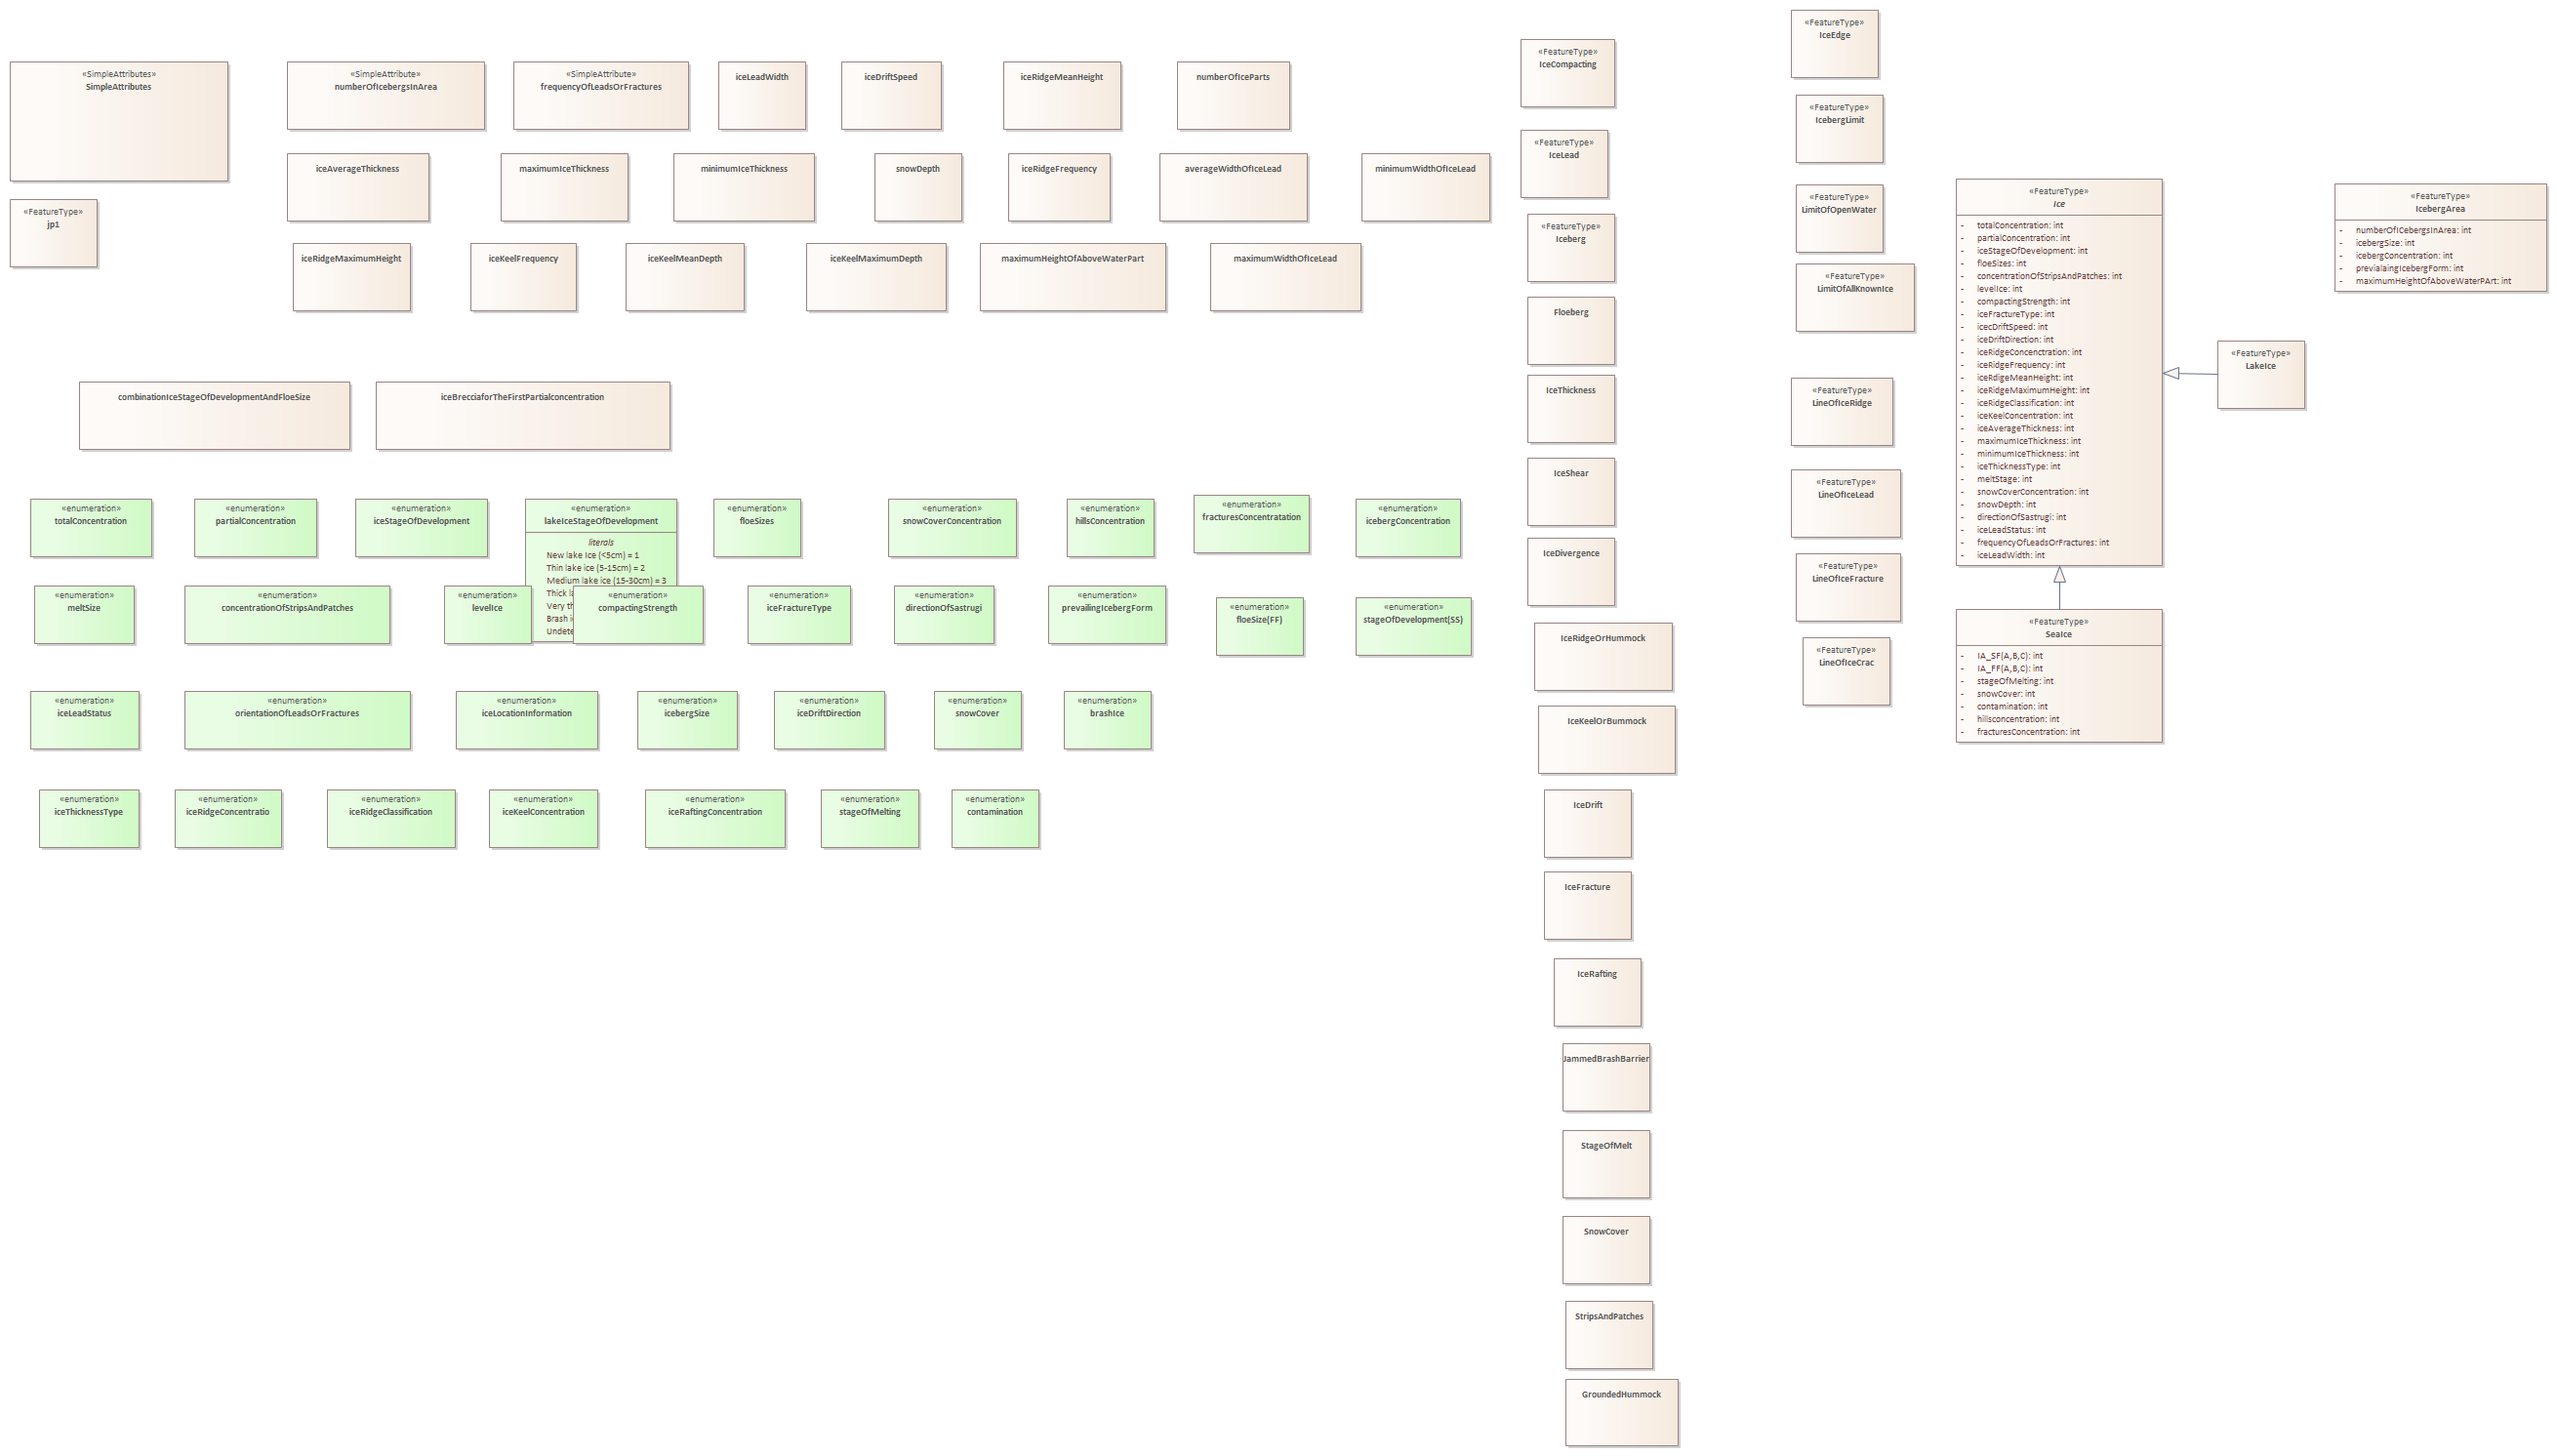 «SimpleAttributes»
SimpleAttributes
«SimpleAttribute»
numberOfIcebergsInArea
«SimpleAttribute»
frequencyOfLeadsOrFractures
iceLeadWidth
iceDriftSpeed
iceRidgeMeanHeight
numberOfIceParts
iceAverageThickness
maximumIceThickness
minimumIceThickness
snowDepth
iceRidgeFrequency
averageWidthOfIceLead
minimumWidthOfIceLead
«FeatureType»
jp1
iceRidgeMaximumHeight
iceKeelFrequency
iceKeelMeanDepth
iceKeelMaximumDepth
maximumHeightOfAboveWaterPart
maximumWidthOfIceLead
combinationIceStageOfDevelopmentAndFloeSize
iceBrecciaforTheFirstPartialconcentration
«enumeration»
totalConcentration
«enumeration»
partialConcentration
«enumeration»
iceStageOfDevelopment
«enumeration»
lakeIceStageOfDevelopment
literals
New lake Ice (<5cm) = 1
Thin lake ice (5-15cm) = 2
Medium lake ice (15-30cm) = 3
Thick
Very
Brash
«enumeration»
floeSizes
«enumeration»
snowCoverConcentration
«enumeration»
hillsConcentration
«enumeration»
fracturesConcentratation
«enumeration»
icebergConcentration
«enumeration»
meltSize
«enumeration»
concentrationOfStripsAndPatches
«enumeration»
levelIce
«enumeration»
compactingStrength
«enumeration»
iceFractureType
«enumeration»
directionOfSastrugi
«enumeration»
prevailingIcebergForm
«enumeration»
floeSize(FF)
«enumeration»
stageOfDevelopment(SS)
«enumeration»
iceLeadStatus
«enumeration»
orientationOfLeadsOrFractures
«enumeration»
iceLocationInformation
«enumeration»
icebergSize
«enumeration»
iceDriftDirection
«enumeration»
snowCover
«enumeration»
brashIce
«enumeration»
iceThicknessType
«enumeration»
iceRidgeConcentratio
«enumeration»
iceRidgeClassification
«enumeration»
iceKeelConcentration
«enumeration»
iceRaftingConcentration
«enumeration»
stageOfMelting
«enumeration»
contamination
«FeatureType»
IceCompacting
«FeatureType»
IceLead
«FeatureType»
Iceberg
Floeberg
IceThickness
IceShear
IceDivergence
IceRidgeOrHummock
IceKeelOrBummock
IceDrift
IceFracture
IceRafting
JammedBrashBarrier
StageOfMelt
SnowCover
StripsAndPatches
GroundedHummock
«FeatureType»
IceEdge
«FeatureType»
IcebergLimit
«FeatureType»
LimitOfOpenWater
«FeatureType»
LimitOfAllKnownIce
«FeatureType»
LineOfIceRidge
«FeatureType»
LineOfIceLead
«FeatureType»
LineOfIceFracture
«FeatureType»
LineOfIceCrac
«FeatureType»
Ice
- totalConcentration: int
- partialConcentration: int
- iceStageOfDevelopment: int
- floeSizes: int
- concentrationOfStripsAndPatches: int
- levelIce: int
- compactingStrength: int
- iceFractureType: int
- icecDriftSpeed: int
- iceDriftDirection: int
- iceRidgeConcenctration: int
- iceRidgeFrequency: int
- iceRdigeMeanHeight: int
- iceRidgeMaximumHeight: int
- iceRidgeClassification: int
- iceKeelConcentration: int
- iceAverageThickness: int
- maximumIceThickness: int
- minimumIceThickness: int
- iceThicknessType: int
- meltStage: int
- snowCoverConcentration: int
- snowDepth: int
- directionOfSastrugi: int
- iceLeadStatus: int
- frequencyOfLeadsOrFractures: int
- iceLeadWidth: int
«FeatureType»
SeaIce
- IA_SF(A,B,C): int
- IA_FF(A,B,C): int
- stageOfMelting: int
- snowCover: int
- contamination: int
- hillsconcentration: int
- fracturesConcentration: int
«FeatureType»
LakeIce
«FeatureType»
IcebergArea
- numberOfICebergsInArea: int
- icebergSize: int
- icebergConcentration: int
- previalaingIcebergForm: int
- maximumHeightOfAboveWaterPArt: int